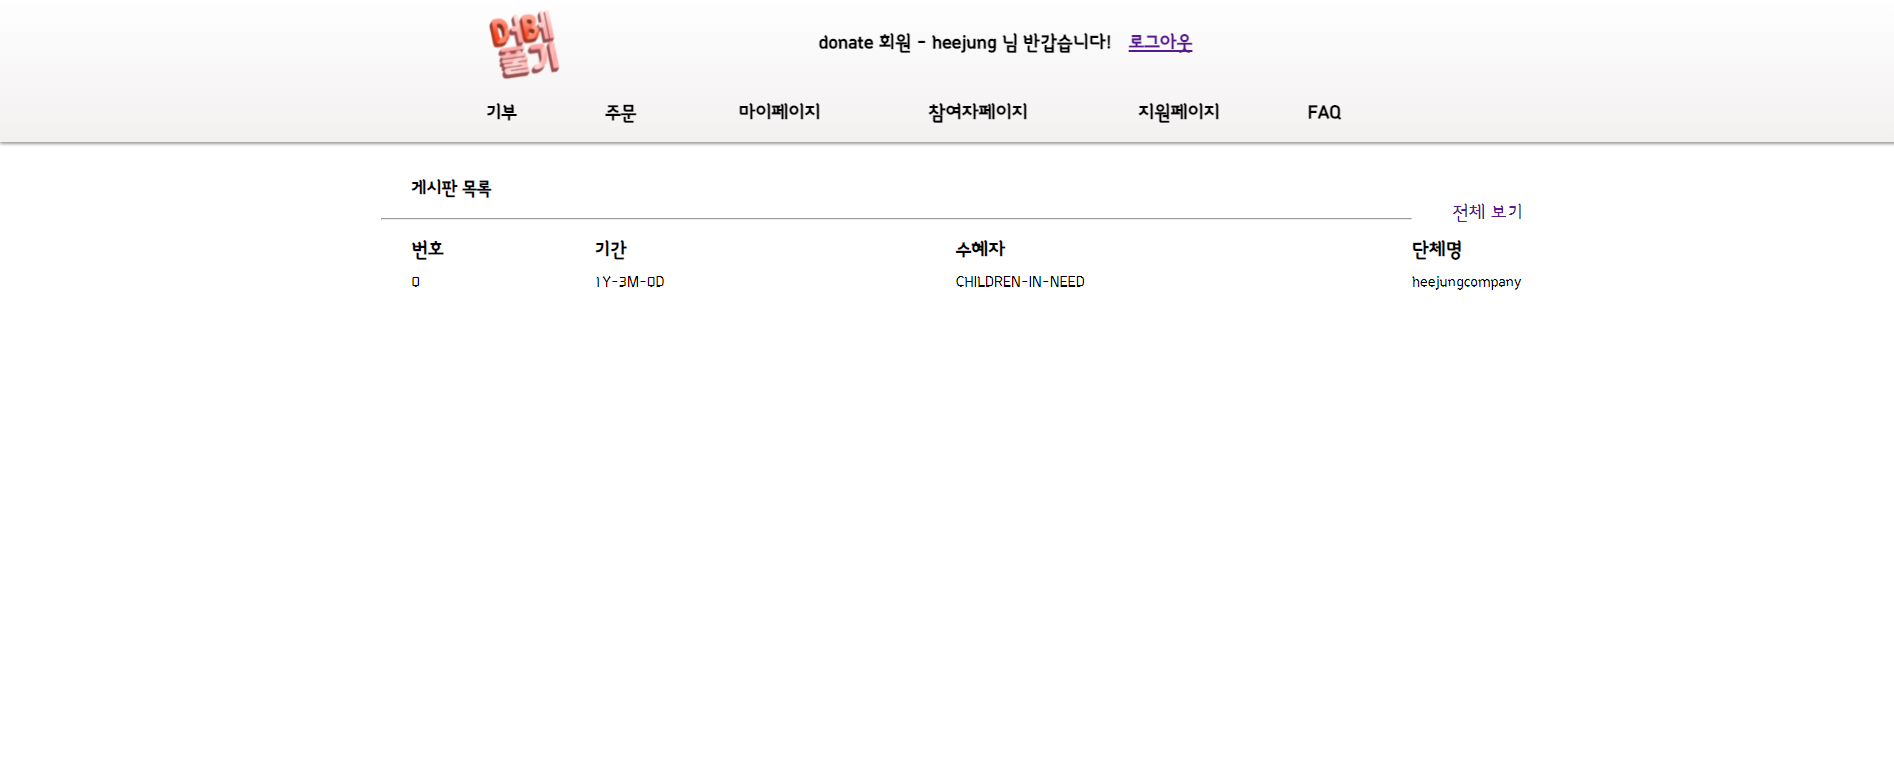 어베
풀기
donate 회원 - heejung 님 반갑습니다! 로그아웃
기부 주문 마이페이지 참여자페이지 지원페이지 FAQ
게시판 목록
전체 보기
번호 기간 수혜자 단체명
0 1Y-3M-0D CHILDREN-IN-NEED heejungcompany